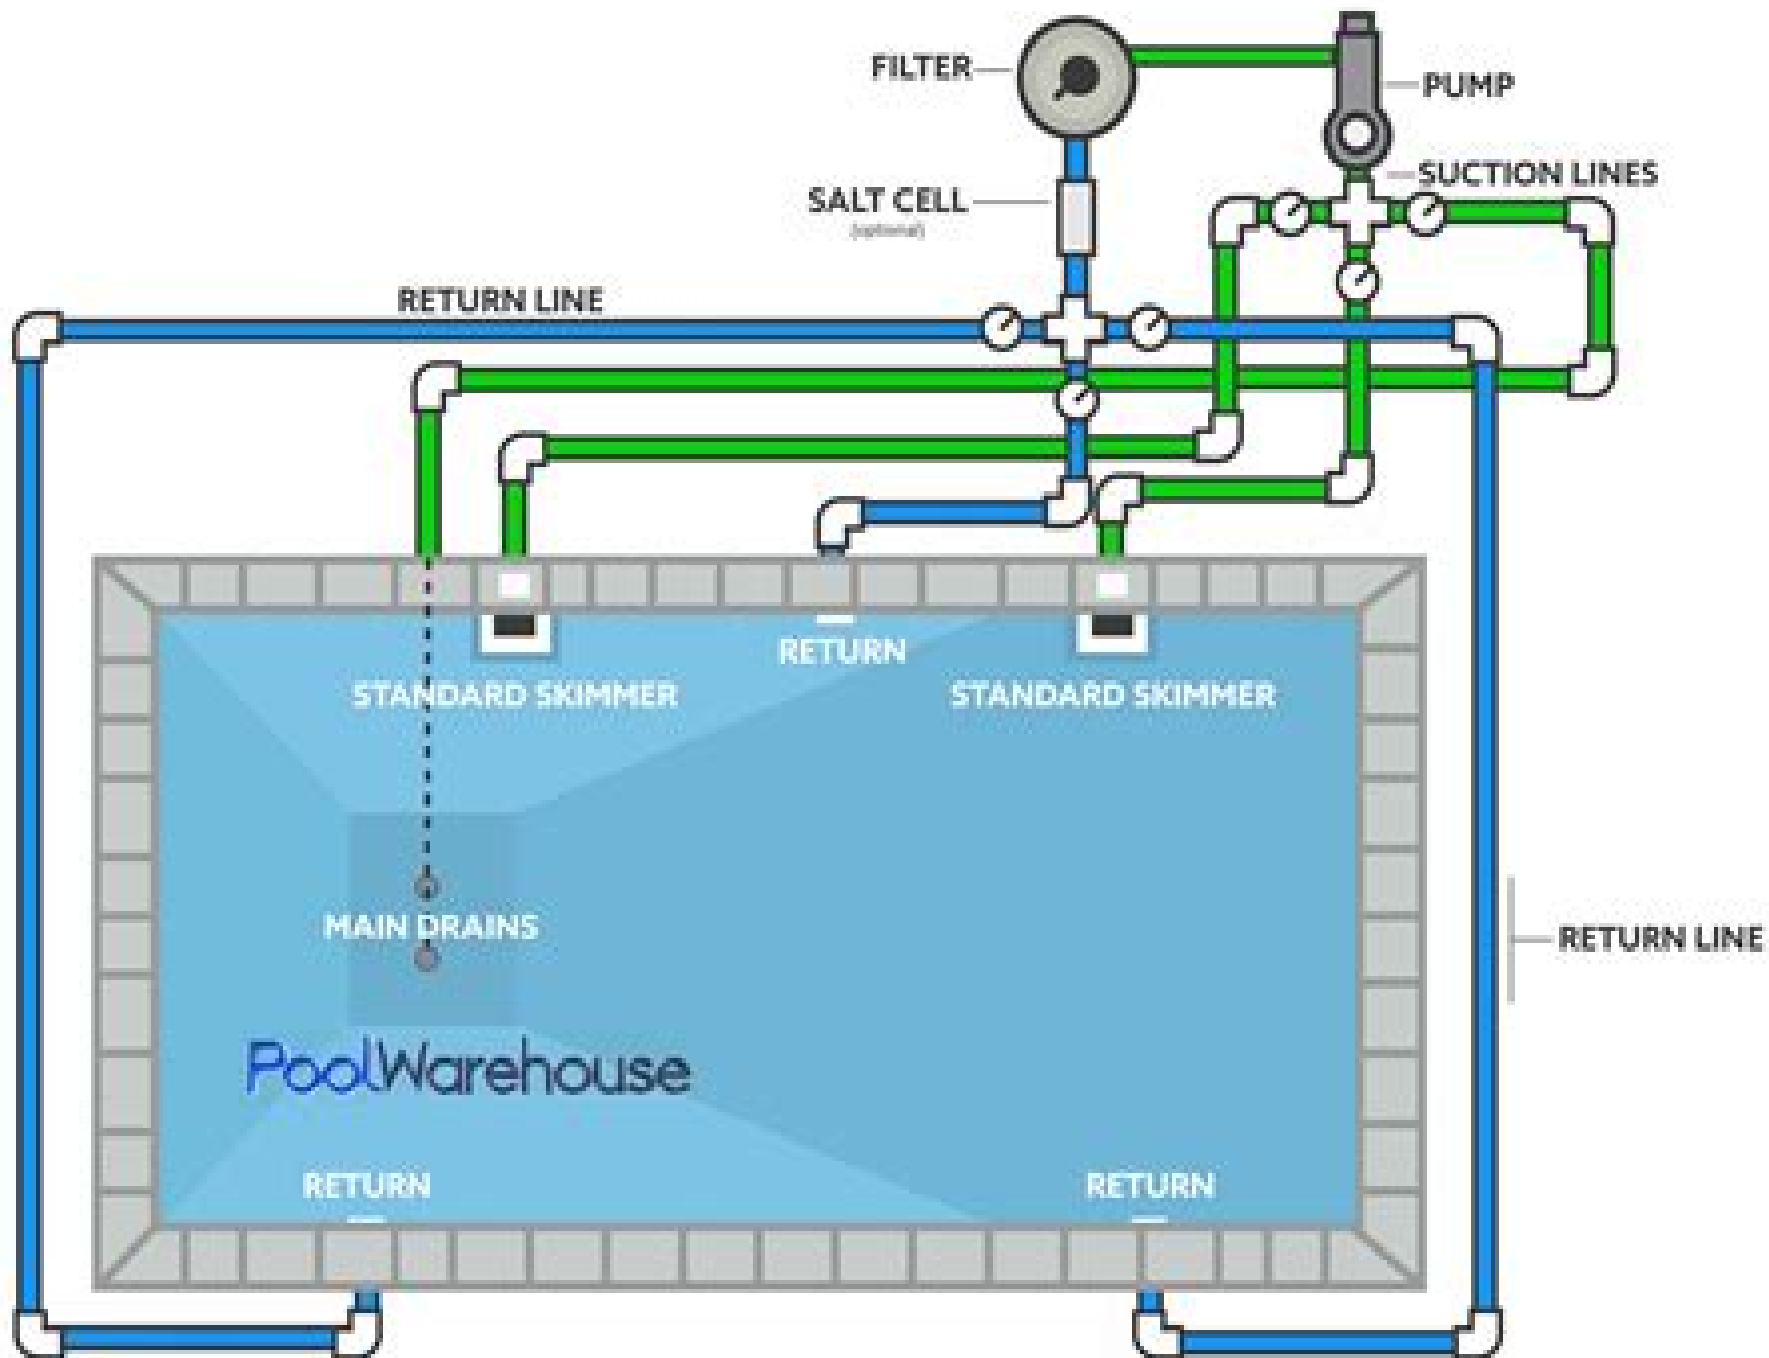 FILTER
PUMP
SUCTION LINES
SALT CELL
(optional)
RETURN LINE
RETURN
STANDARD SKIMMER
STANDARD SKIMMER
MAIN DRAINS
RETURN LINE
PoolWarehouse
RETURN
RETURN